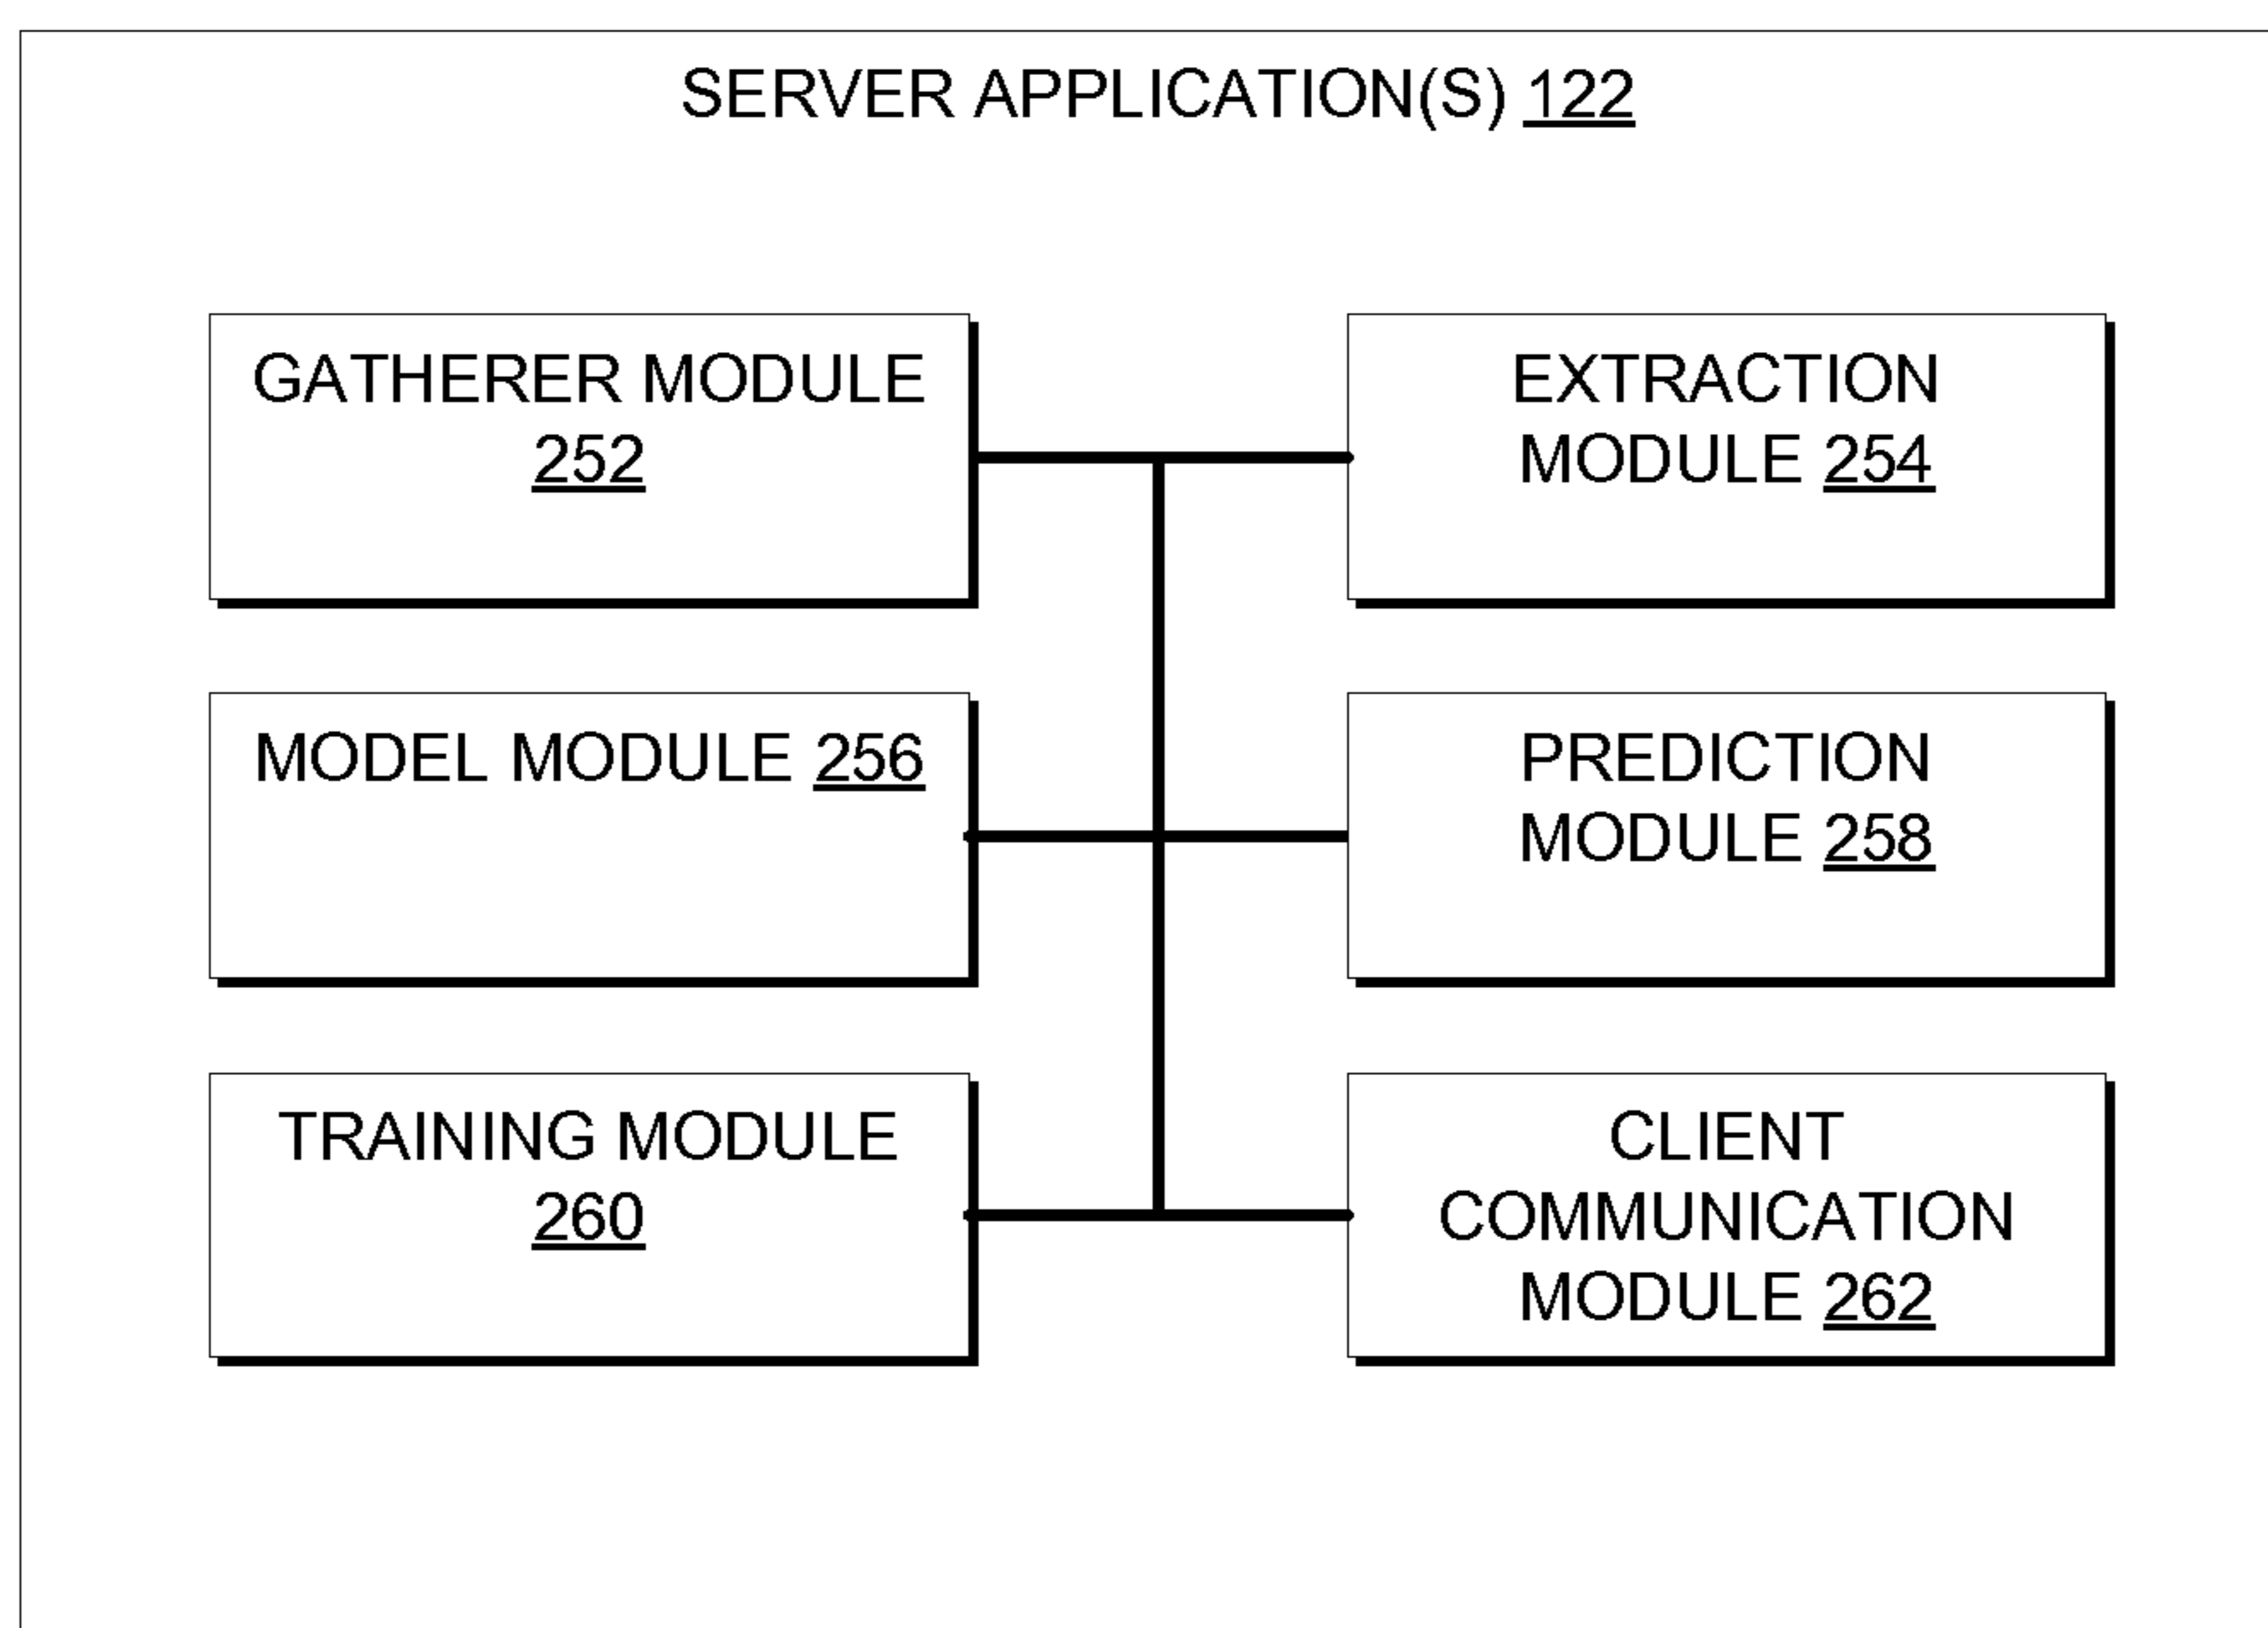 SERVER APPLICATION(S) 122
GATHERER MODULE
252
EXTRACTION
MODULE 254
MODEL MODULE 256
PREDICTION
MODULE 258
TRAINING MODULE
260
CLIENT
COMMUNICATION
MODULE 262